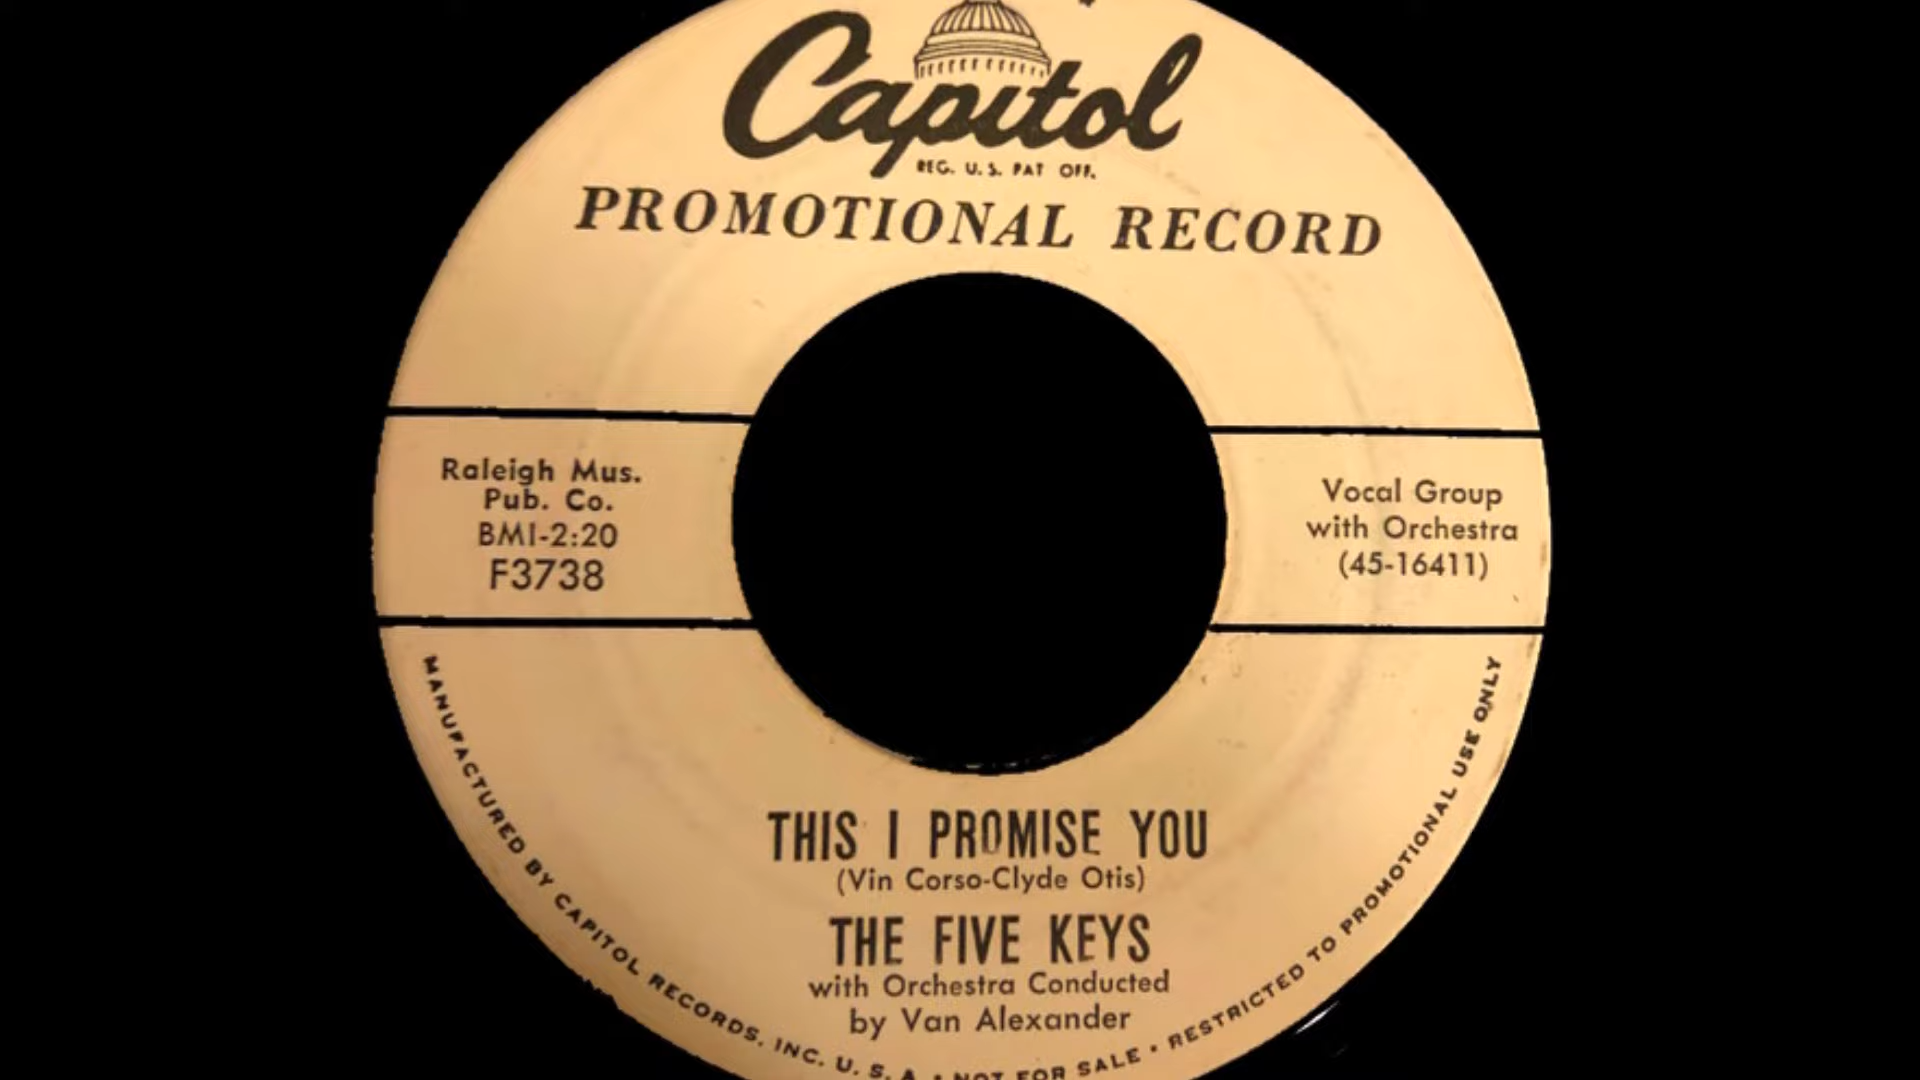 Capitol
REG. U.S. PAT OFF.
PROMOTIONAL RECORD
Raleigh Mus.
Pub. Co.
BMI-2:20
F3738
Vocal Group
with Orchestra
(45-16411)
THIS I PROMISE YOU
(Vin Corso-Clyde Otis)
THE FIVE KEYS
with Orchestra Conducted
by Van Alexander
MANUFACTURED BY CAPITOL RECORDS, INC. U. S. A. • NOT FOR SALE • RESTRICTED TO PROMOTIONAL USE ONLY